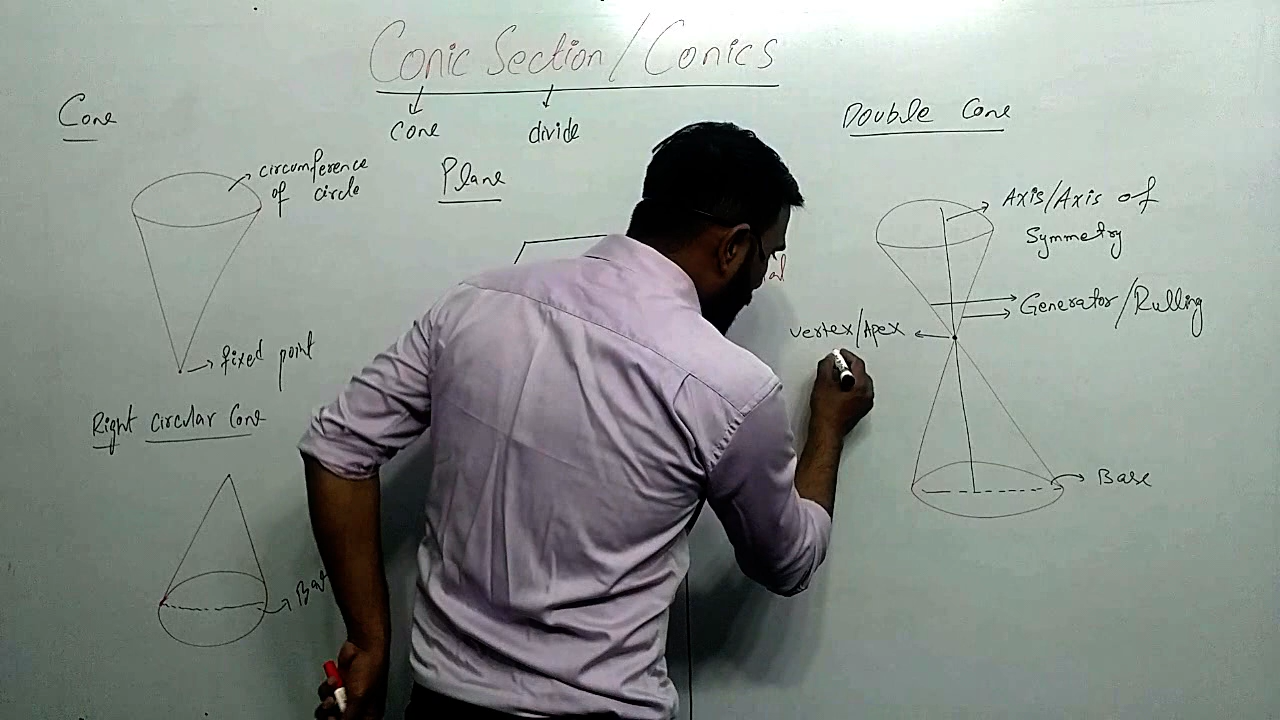 Conic Section/Conics
cone
divide
Cone
circumference
of circle
fixed point
Plane
Right Circular Cone
Double Cone
Axis/Axis of
Symmetry
Generator/Rulling
Vertex/Apex
Base